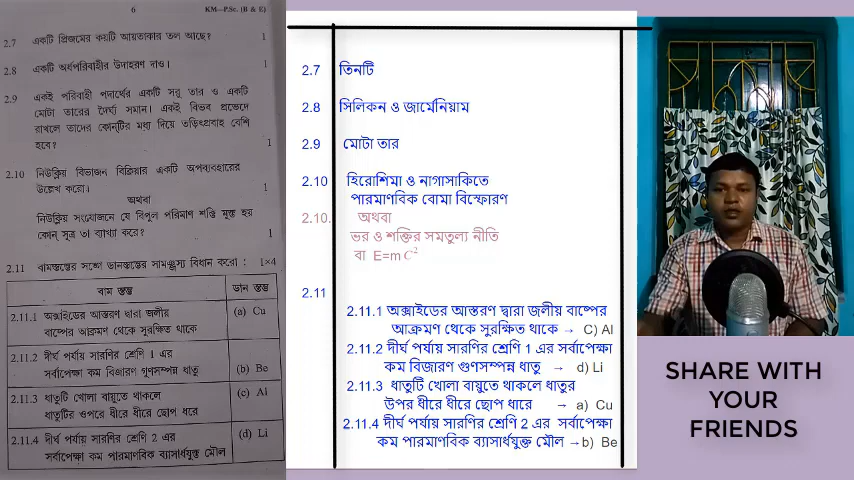 6
KM-P.Sc. (B & E)
2.7 একটি প্রিজমের কয়টি আয়তাকার তল আছে? 1
2.8 একটি অর্ধপরিবাহীর উদাহরণ দাও। 1
2.9 একই পরিবাহী পদার্থের একটি সরু তার ও একটি
মোটা তারের দৈর্ঘ্য সমান। একই বিভব প্রভেদে
রাখলে তাদের কোন্‌টির মধ্য দিয়ে তড়িৎপ্রবাহ বেশি
হবে? 1
2.10 নিউক্লিয় বিভাজন বিক্রিয়ার একটি অপব্যবহারের
উল্লেখ করো। 1
অথবা
নিউক্লিয় সংযোজনে যে বিপুল পরিমাণ শক্তি মুক্ত হয়
কোন্ সূত্র তা ব্যাখ্যা করে? 1
2.11 বামস্তম্ভের সঙ্গে ডানস্তম্ভের সামঞ্জস্য বিধান করো : 1×4
বাম স্তম্ভ
ডান স্তম্ভ
2.11.1 অক্সাইডের আস্তরণ দ্বারা জলীয়
বাষ্পের আক্রমণ থেকে সুরক্ষিত থাকে
(a) Cu
2.11.2 দীর্ঘ পর্যায় সারণির শ্রেণি 1 এর
সর্বাপেক্ষা কম বিজারণ গুণসম্পন্ন ধাতু
(b) Be
2.11.3 ধাতুটি খোলা বায়ুতে থাকলে
ধাতুটির ওপরে ধীরে ধীরে ছোপ ধরে
(c) Al
2.11.4 দীর্ঘ পর্যায় সারণির শ্রেণি 2 এর
সর্বাপেক্ষা কম পারমাণবিক ব্যাসার্ধযুক্ত মৌল
(d) Li
2.7 তিনটি
2.8 সিলিকন ও জার্মেনিয়াম
2.9 মোটা তার
2.10 হিরোশিমা ও নাগাসাকিতে
পারমাণবিক বোমা বিস্ফোরণ
2.10. অথবা
ভর ও শক্তির সমতুল্য নীতি
বা E=m C²
2.11
2.11.1 অক্সাইডের আস্তরণ দ্বারা জলীয় বাষ্পের
আক্রমণ থেকে সুরক্ষিত থাকে → C) Al
2.11.2 দীর্ঘ পর্যায় সারণির শ্রেণি 1 এর সর্বাপেক্ষা
কম বিজারণ গুণসম্পন্ন ধাতু → d) Li
2.11.3 ধাতুটি খোলা বায়ুতে থাকলে ধাতুর
উপর ধীরে ধীরে ছোপ ধারে → a) Cu
2.11.4 দীর্ঘ পর্যায় সারণির শ্রেণি 2 এর সর্বাপেক্ষা
কম পারমাণবিক ব্যাসার্ধযুক্ত মৌল → b) Be
SHARE WITH
YOUR
FRIENDS